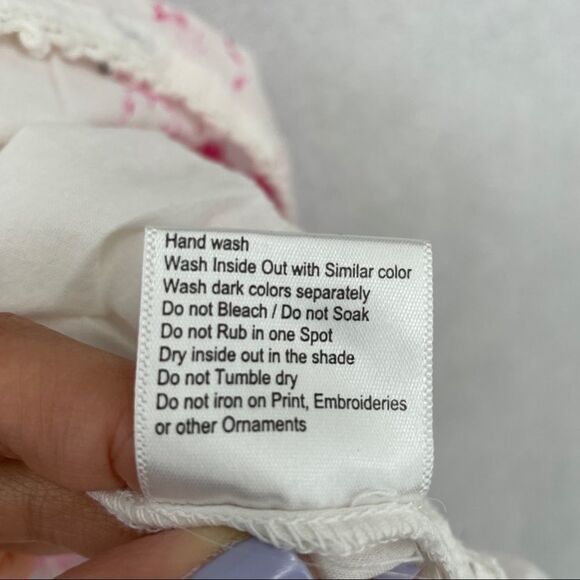 Hand wash
Wash Inside Out with Similar color
Wash dark colors separately
Do not Bleach / Do not Soak
Do not Rub in one Spot
Dry inside out in the shade
Do not Tumble dry
Do not iron on Print, Embroideries
or other Ornaments